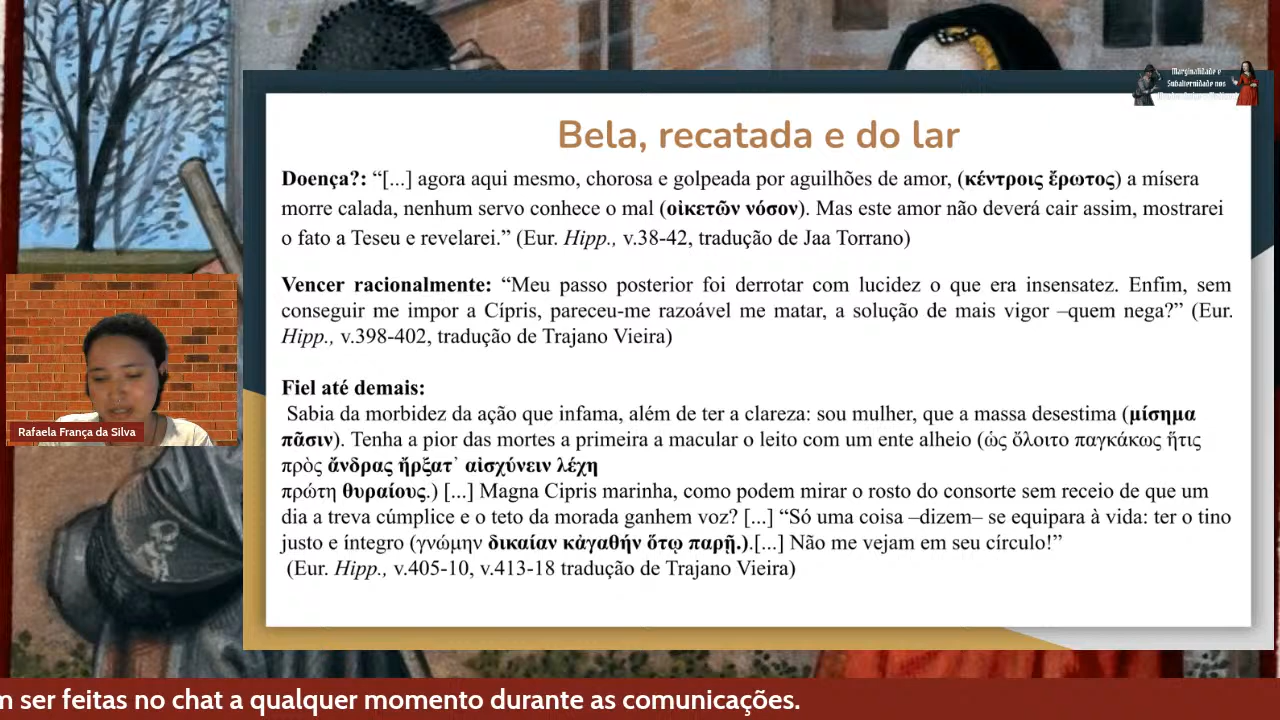 Marginalidade e
Subalternidade nos
Bela, recatada e do lar
Doença?: “[...] agora aqui mesmo, chorosa e golpeada por aguilhões de amor, (κέντροις ἔρωτος) a mísera
morre calada, nenhum servo conhece o mal (οἰκετῶν νόσον). Mas este amor não deverá cair assim, mostrarei
o fato a Teseu e revelarei.” (Eur. Hipp., v.38-42, tradução de Jaa Torrano)
Vencer racionalmente: “Meu passo posterior foi derrotar com lucidez o que era insensatez. Enfim, sem
conseguir me impor a Cípris, pareceu-me razoável me matar, a solução de mais vigor –quem nega?” (Eur.
Hipp., v.398-402, tradução de Trajano Vieira)
Fiel até demais:
Sabia da morbidez da ação que infama, além de ter a clareza: sou mulher, que a massa desestima (μίσημα
πᾶσιν). Tenha a pior das mortes a primeira a macular o leito com um ente alheio (ὡς ὄλοιτο παγκάκως ἥτις
πρὸς ἄνδρας ἤρξατ᾽ αἰσχύνειν λέχη
πρώτη θυραίους.) [...] Magna Cipris marinha, como podem mirar o rosto do consorte sem receio de que um
dia a treva cúmplice e o teto da morada ganhem voz? [...] “Só uma coisa –dizem– se equipara à vida: ter o tino
justo e íntegro (γνώμην δικαίαν κἀγαθήν ὅτῳ παρῇ.).[...] Não me vejam em seu círculo!”
(Eur. Hipp., v.405-10, v.413-18 tradução de Trajano Vieira)
Rafaela França da Silva
m ser feitas no chat a qualquer momento durante as comunicações.